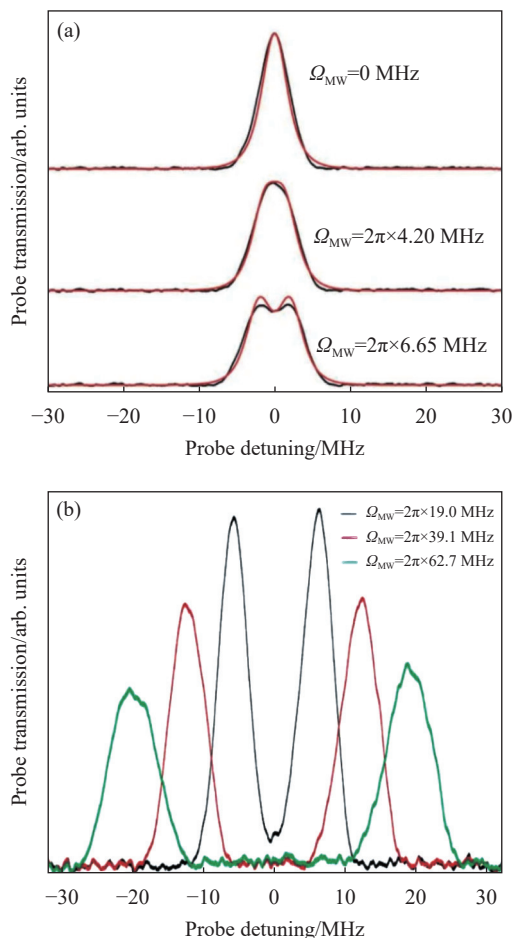 (a)
Ω_MW=0 MHz
Ω_MW=2π×4.20 MHz
Ω_MW=2π×6.65 MHz
Probe transmission/arb. units
−30 −20 −10 0 10 20 30
Probe detuning/MHz
(b)
Ω_MW=2π×19.0 MHz
Ω_MW=2π×39.1 MHz
Ω_MW=2π×62.7 MHz
Probe transmission/arb. units
−30 −20 −10 0 10 20 30
Probe detuning/MHz